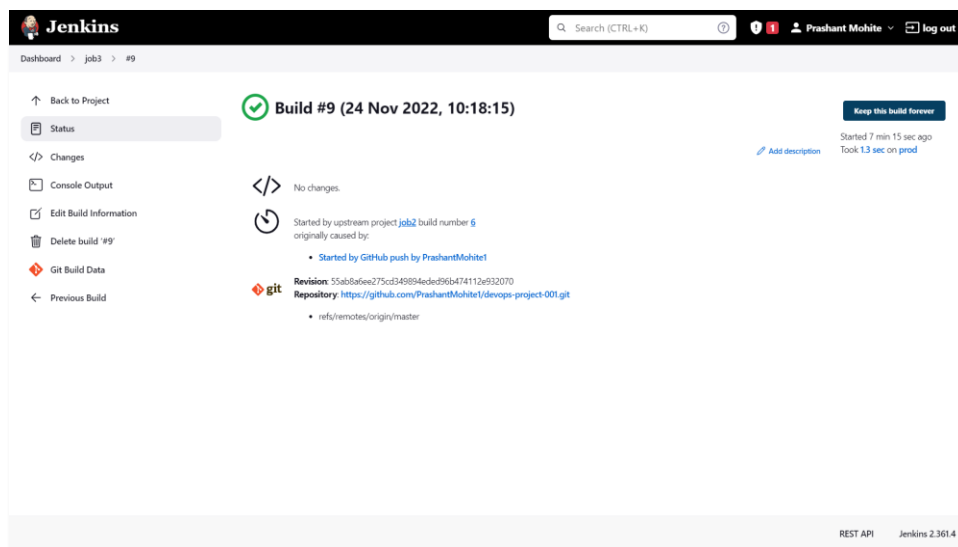 Jenkins
Search (CTRL+K)
1
Prashant Mohite
log out
Dashboard > job3 > #9
Back to Project
Status
Changes
Console Output
Edit Build Information
Delete build '#9'
Git Build Data
Previous Build
Build #9 (24 Nov 2022, 10:18:15)
Keep this build forever
Started 7 min 15 sec ago
Took 1.3 sec on prod
Add description
No changes.
Started by upstream project job2 build number 6
originally caused by:
• Started by GitHub push by PrashantMohite1
git
Revision: 55ab8a6ee275cd349894eded96b474112e932070
Repository: https://github.com/PrashantMohite1/devops-project-001.git
• refs/remotes/origin/master
REST API
Jenkins 2.361.4